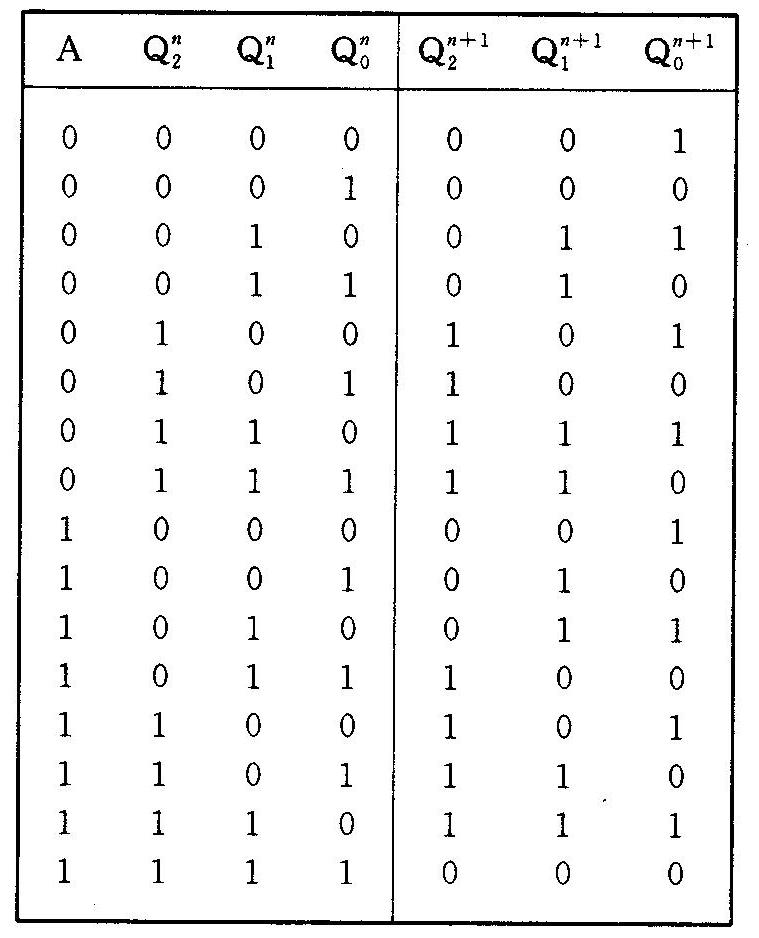 A Q₂ⁿ Q₁ⁿ Q₀ⁿ Q₂ⁿ⁺¹ Q₁ⁿ⁺¹ Q₀ⁿ⁺¹
0 0 0 0 0 0 1
0 0 0 1 0 0 0
0 0 1 0 0 1 1
0 0 1 1 0 1 0
0 1 0 0 1 0 1
0 1 0 1 1 0 0
0 1 1 0 1 1 1
0 1 1 1 1 1 0
1 0 0 0 0 0 1
1 0 0 1 0 1 0
1 0 1 0 0 1 1
1 0 1 1 1 0 0
1 1 0 0 1 0 1
1 1 0 1 1 1 0
1 1 1 0 1 1 1
1 1 1 1 0 0 0